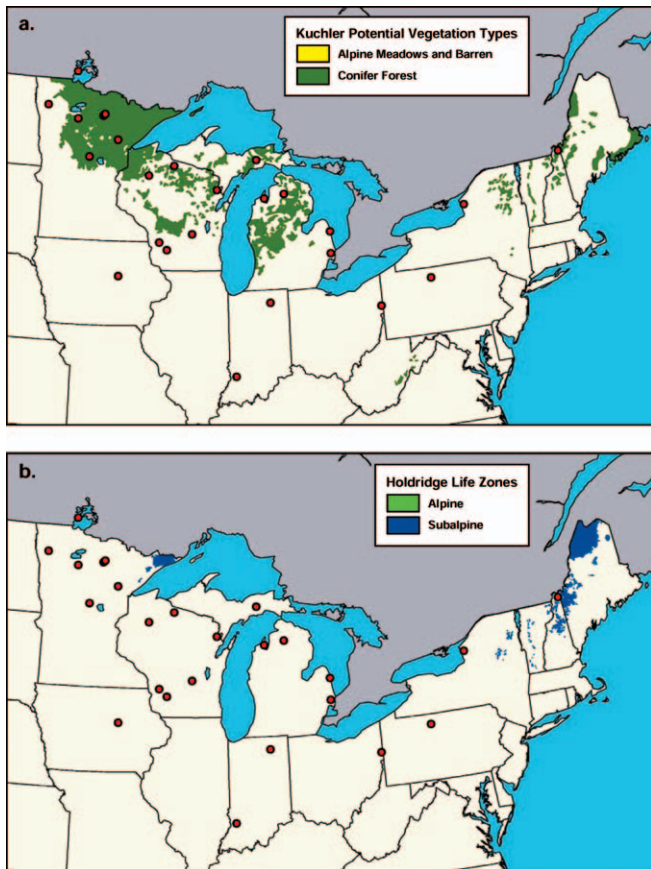 a.
Kuchler Potential Vegetation Types
Alpine Meadows and Barren
Conifer Forest
b.
Holdridge Life Zones
Alpine
Subalpine